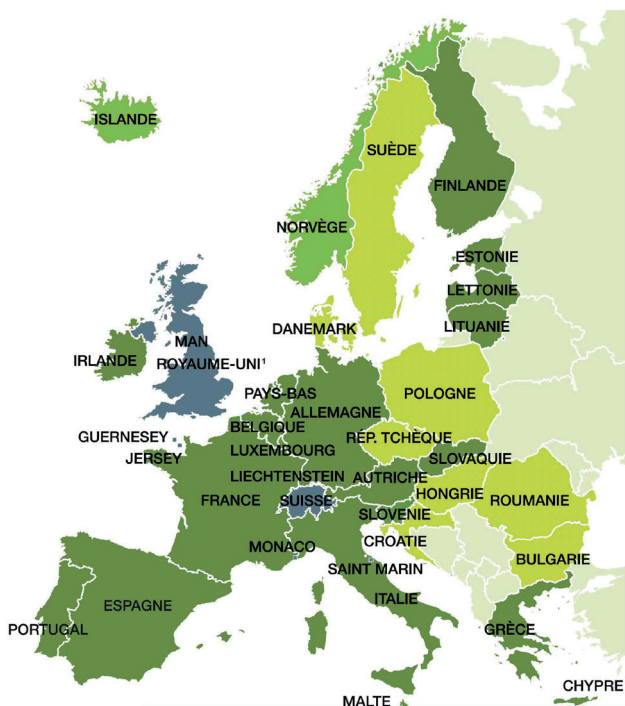 ISLANDE
SUÈDE
FINLANDE
NORVÈGE
ESTONIE
LETTONIE
LITUANIE
DANEMARK
MAN
IRLANDE
ROYAUME-UNI¹
PAYS-BAS
POLOGNE
ALLEMAGNE
BELGIQUE
GUERNESEY
RÉP. TCHÈQUE
LUXEMBOURG
JERSEY
SLOVAQUIE
LIECHTENSTEIN
AUTRICHE
HONGRIE
FRANCE
SUISSE
ROUMANIE
SLOVENIE
CROATIE
MONACO
BULGARIE
SAINT MARIN
ESPAGNE
ITALIE
PORTUGAL
GRÈCE
CHYPRE
MALTE